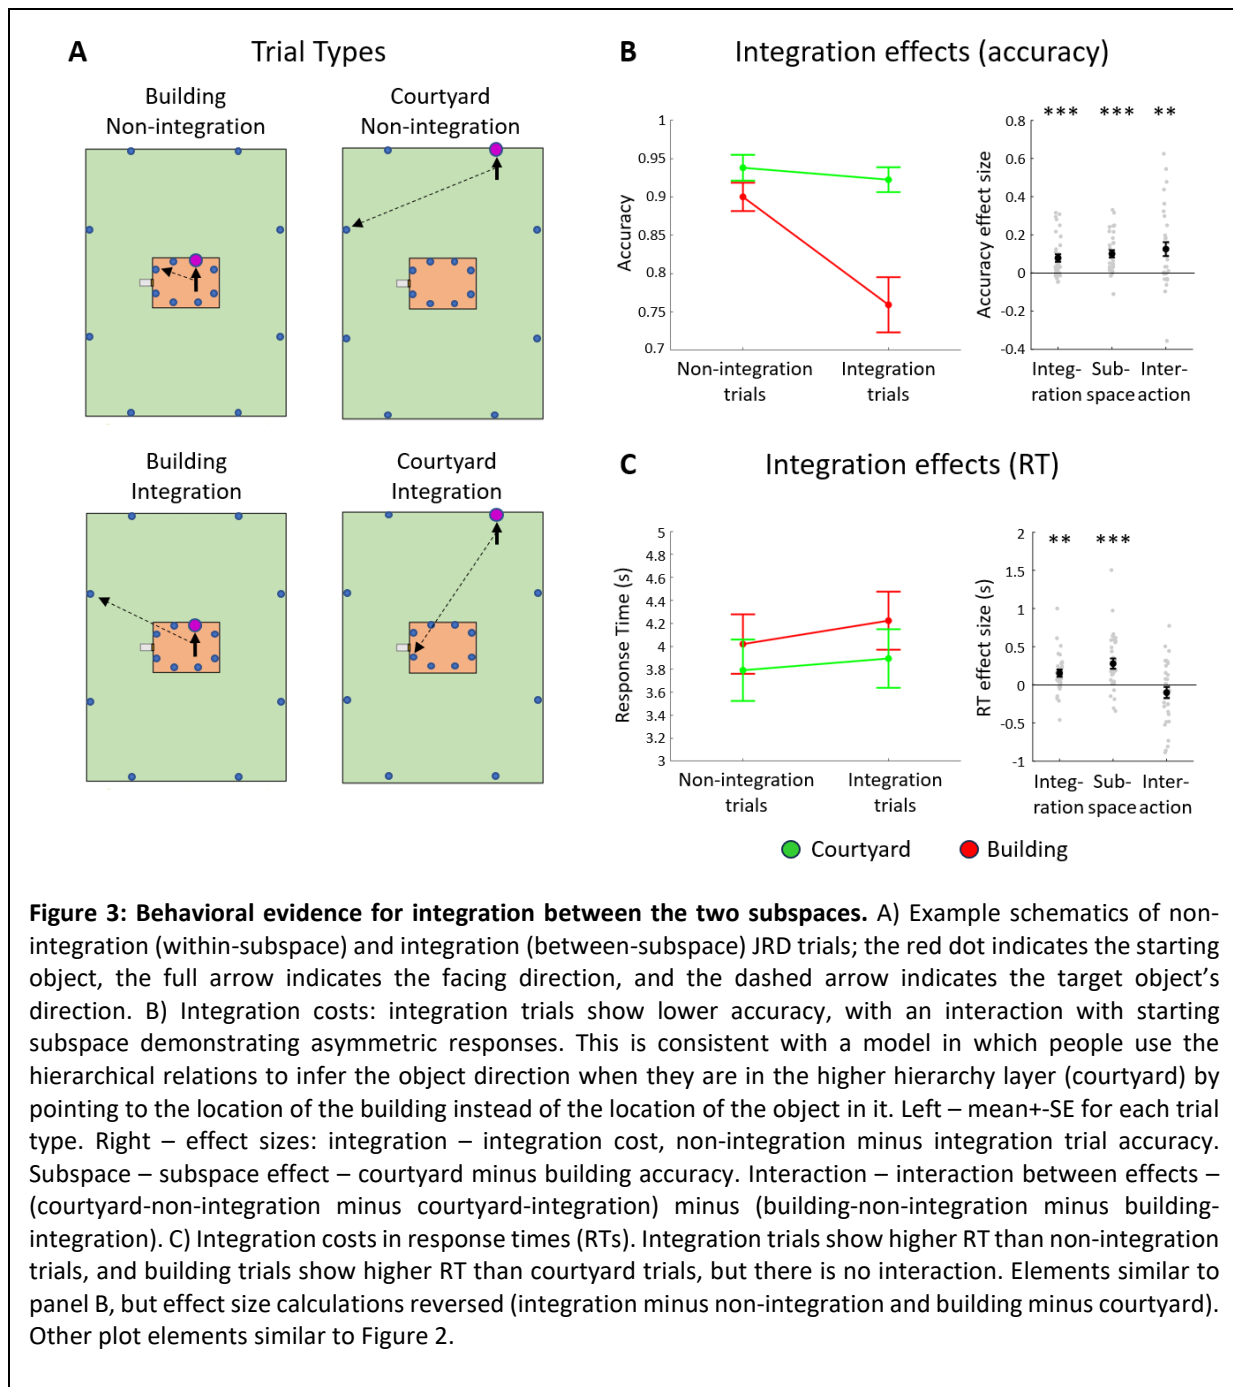 A
Trial Types
Building
Non-integration
Courtyard
Non-integration
Building
Integration
Courtyard
Integration
B
Integration effects (accuracy)
1
0.95
0.9
0.85
0.8
0.75
0.7
Accuracy
Non-integration
trials
Integration
trials
*** *** **
0.8
0.6
0.4
0.2
0
-0.2
-0.4
Accuracy effect size
Integ-
ration
Sub-
space
Inter-
action
C
Integration effects (RT)
5
4.8
4.6
4.4
4.2
4
3.8
3.6
3.4
3.2
3
Response Time (s)
Non-integration
trials
Integration
trials
** ***
2
1.5
1
0.5
0
-0.5
-1
RT effect size (s)
Integ-
ration
Sub-
space
Inter-
action
Courtyard
Building
Figure 3: Behavioral evidence for integration between the two subspaces. A) Example schematics of non-
integration (within-subspace) and integration (between-subspace) JRD trials; the red dot indicates the starting
object, the full arrow indicates the facing direction, and the dashed arrow indicates the target object's
direction. B) Integration costs: integration trials show lower accuracy, with an interaction with starting
subspace demonstrating asymmetric responses. This is consistent with a model in which people use the
hierarchical relations to infer the object direction when they are in the higher hierarchy layer (courtyard) by
pointing to the location of the building instead of the location of the object in it. Left – mean+-SE for each trial
type. Right – effect sizes: integration – integration cost, non-integration minus integration trial accuracy.
Subspace – subspace effect – courtyard minus building accuracy. Interaction – interaction between effects –
(courtyard-non-integration minus courtyard-integration) minus (building-non-integration minus building-
integration). C) Integration costs in response times (RTs). Integration trials show higher RT than non-integration
trials, and building trials show higher RT than courtyard trials, but there is no interaction. Elements similar to
panel B, but effect size calculations reversed (integration minus non-integration and building minus courtyard).
Other plot elements similar to Figure 2.